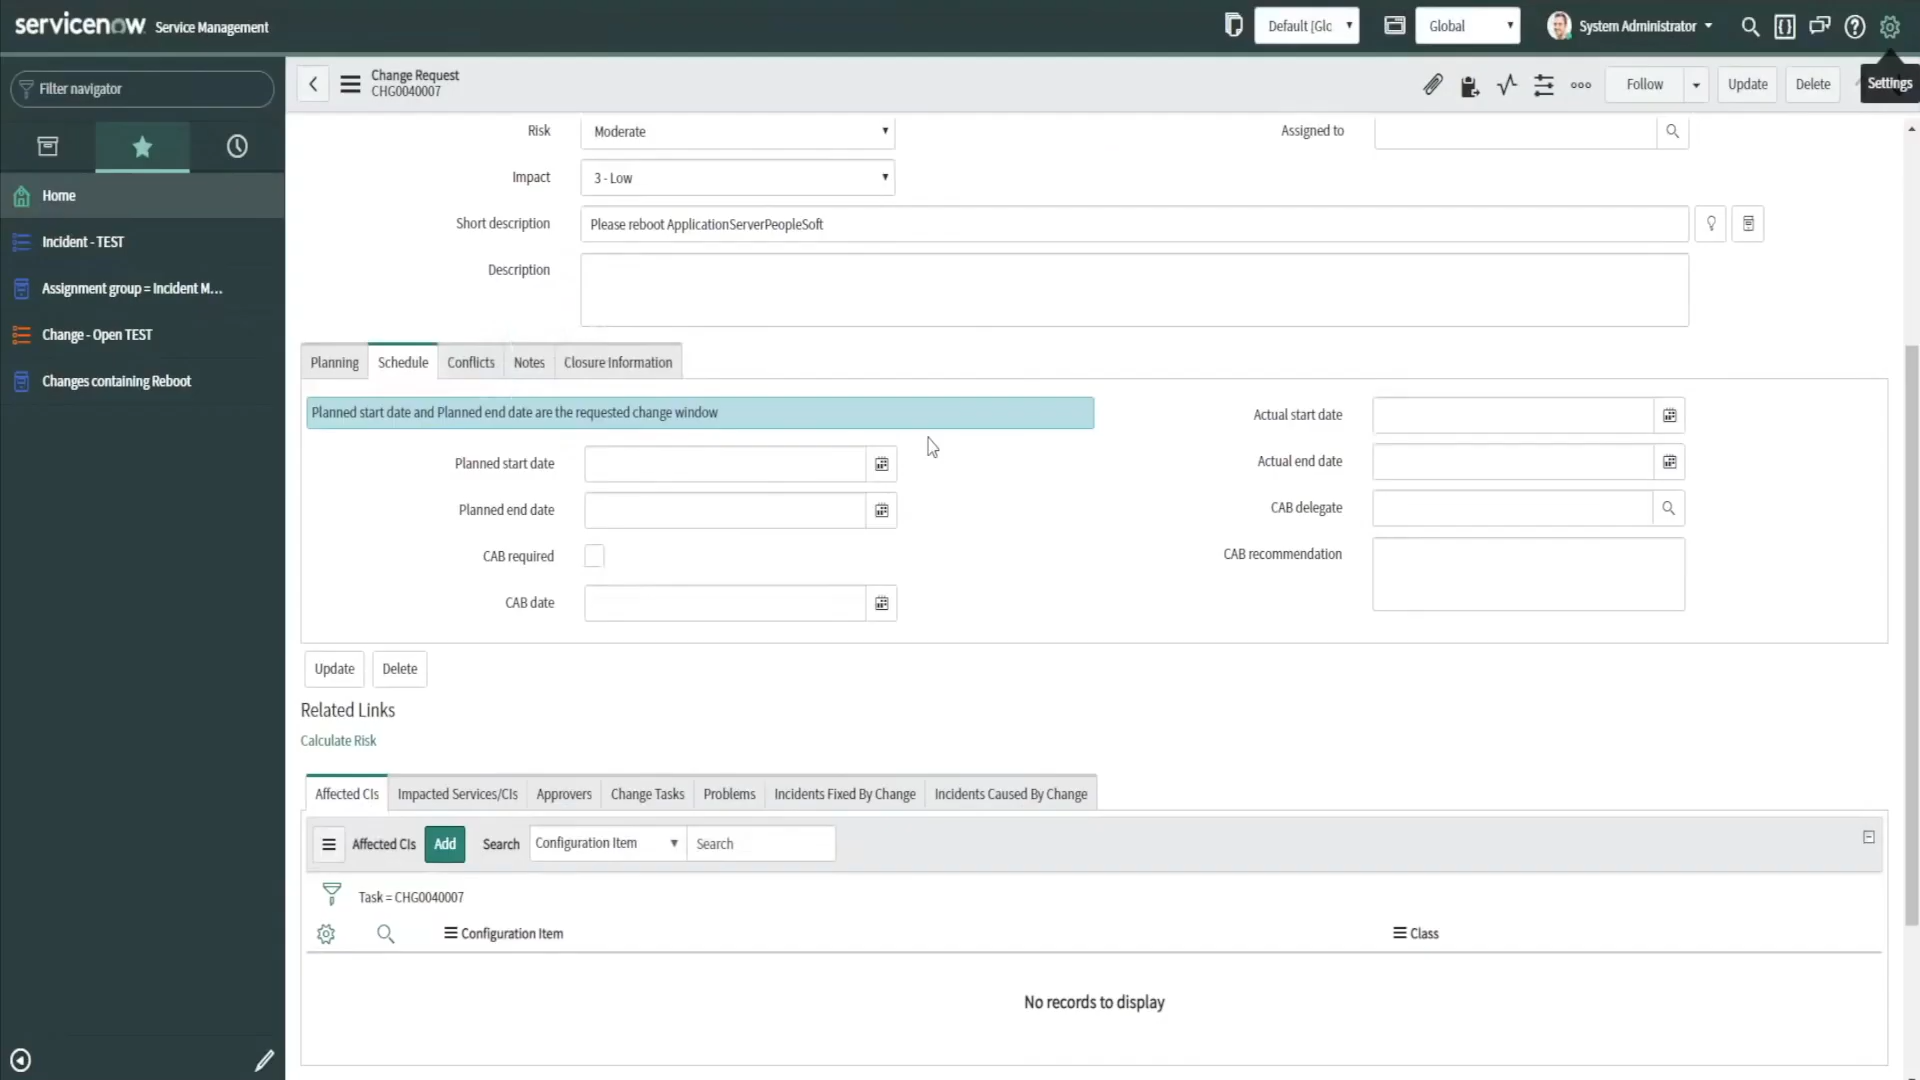 servicenow Service Management
Default [Glo
Global
System Administrator
Settings
Filter navigator
Home
Incident - TEST
Assignment group = Incident M...
Change - Open TEST
Changes containing Reboot
Change Request
CHG0040007
Follow
Update
Delete
Risk
Moderate
Assigned to
Impact
3 - Low
Short description
Please reboot ApplicationServerPeopleSoft
Description
Planning
Schedule
Conflicts
Notes
Closure Information
Planned start date and Planned end date are the requested change window
Planned start date
Planned end date
CAB required
CAB date
Actual start date
Actual end date
CAB delegate
CAB recommendation
Update
Delete
Related Links
Calculate Risk
Affected CIs
Impacted Services/CIs
Approvers
Change Tasks
Problems
Incidents Fixed By Change
Incidents Caused By Change
Affected CIs
Add
Search
Configuration Item
Search
Task = CHG0040007
Configuration Item
Class
No records to display